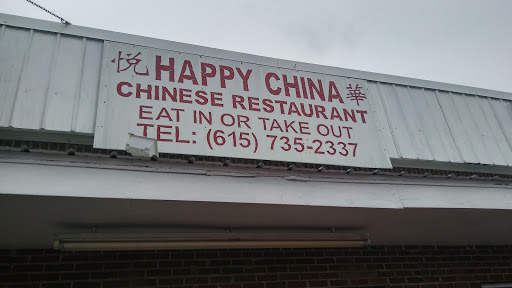 悦 HAPPY CHINA 華
CHINESE RESTAURANT
EAT IN OR TAKE OUT
TEL: (615) 735-2337